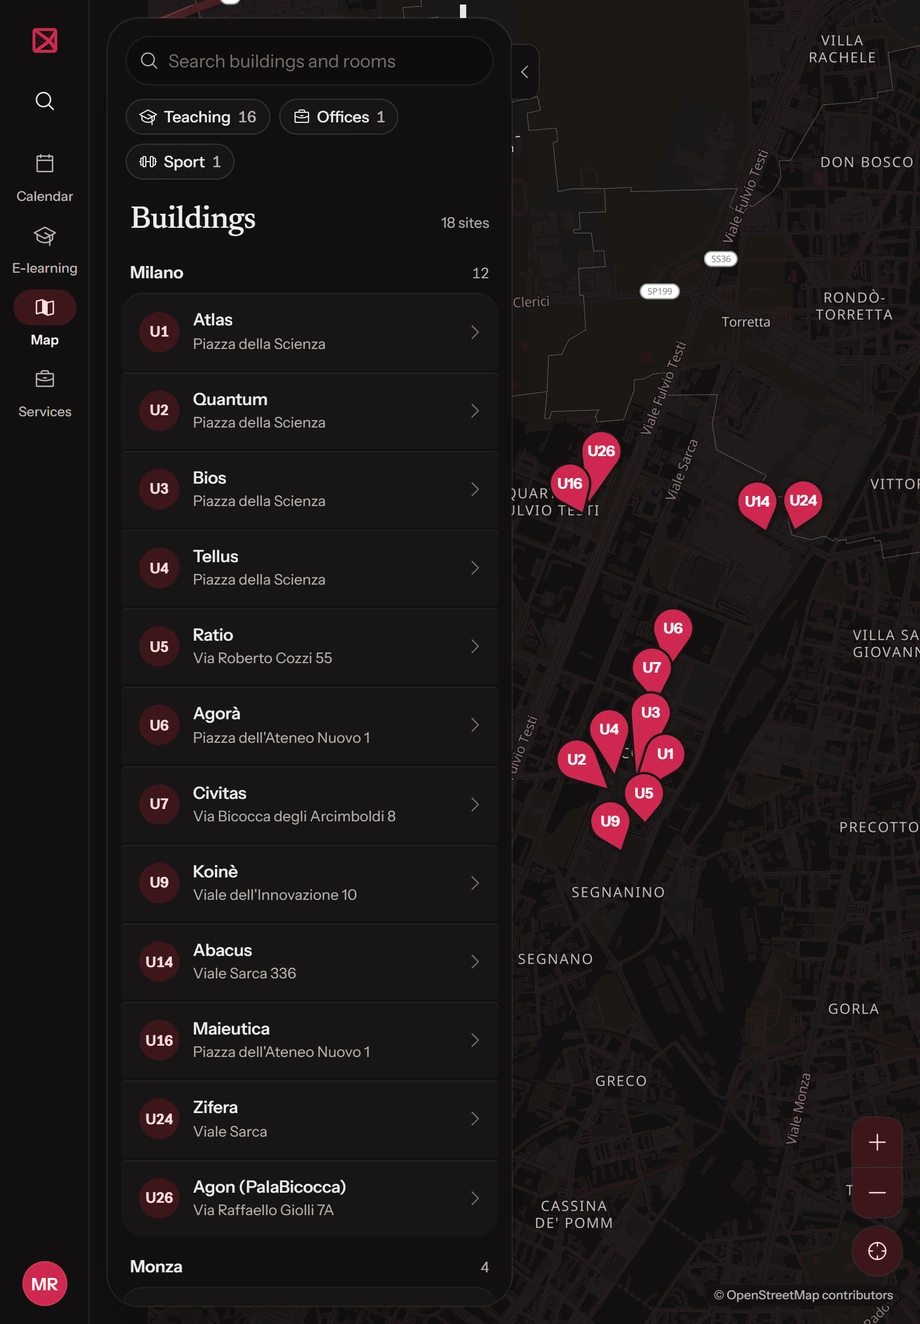 Search buildings and rooms
Teaching 16
Offices 1
Sport 1
Buildings
18 sites
Milano
12
U1
Atlas
Piazza della Scienza
U2
Quantum
Piazza della Scienza
U3
Bios
Piazza della Scienza
U4
Tellus
Piazza della Scienza
U5
Ratio
Via Roberto Cozzi 55
U6
Agorà
Piazza dell'Ateneo Nuovo 1
U7
Civitas
Via Bicocca degli Arcimboldi 8
U9
Koinè
Viale dell'Innovazione 10
U14
Abacus
Viale Sarca 336
U16
Maieutica
Piazza dell'Ateneo Nuovo 1
U24
Zifera
Viale Sarca
U26
Agon (PalaBicocca)
Via Raffaello Giolli 7A
Monza
4
Calendar
E-learning
Map
Services
MR
VILLA
RACHELE
DON BOSCO
Viale Fulvio Testi
SS36
SP199
Clerici
RONDÒ-
TORRETTA
Torretta
Viale Fulvio Testi
Viale Sarca
U26
U16
U14
U24
U6
U7
U3
U4
U1
U2
U5
U9
SEGNANINO
PRECOTTO
SEGNANO
GORLA
GRECO
Viale Monza
CASSINA
DE' POMM
© OpenStreetMap contributors